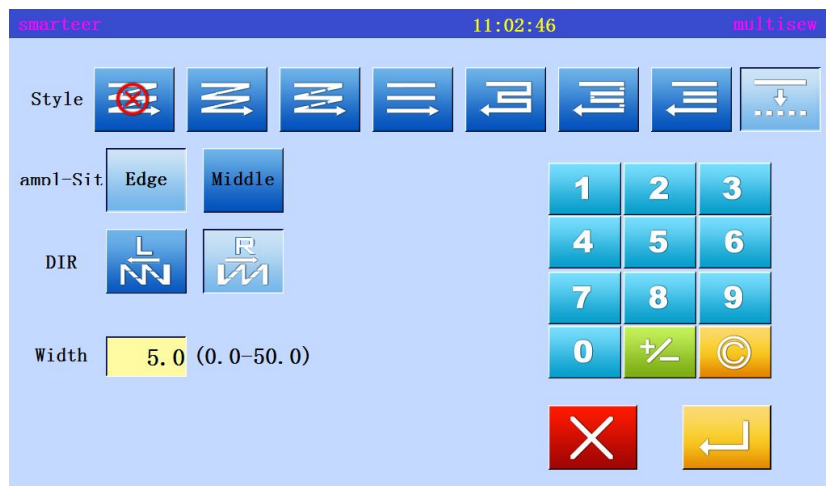 smarteer 11:02:46 multisew
Style
ampl-Sit Edge Middle
1 2 3
DIR L R
4 5 6
7 8 9
Width 5.0 (0.0-50.0)
0 +/- ©